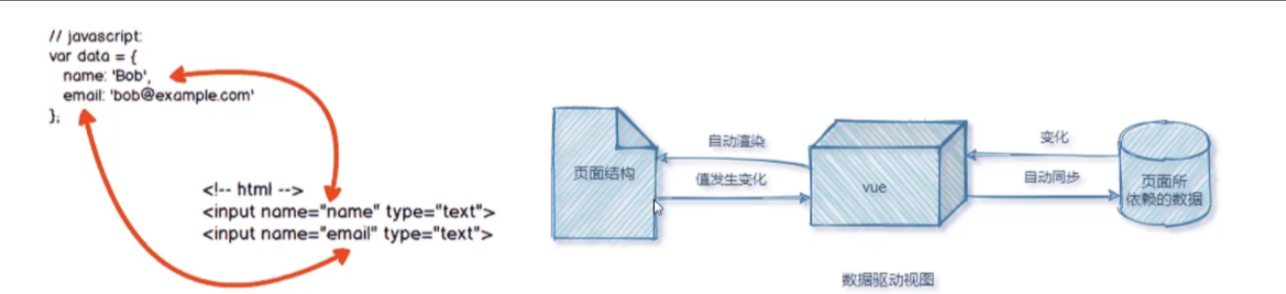 // javascript:
var data = {
name: 'Bob',
email: 'bob@example.com'
};
<!-- html -->
<input name="name" type="text">
<input name="email" type="text">
页面结构
自动渲染
值发生变化
vue
变化
自动同步
页面所
依赖的数据
数据驱动视图